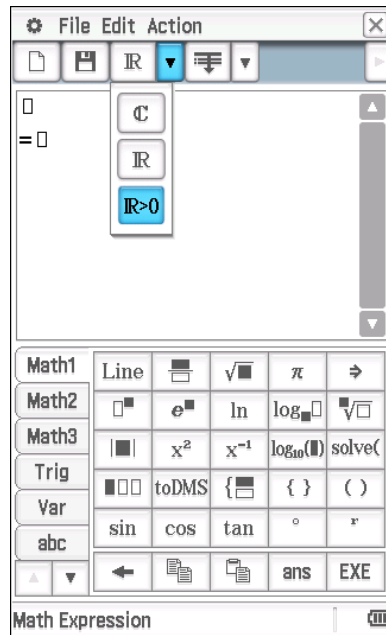 File Edit Action
ℝ
ℂ
ℝ
ℝ>0
=
Math1
Math2
Math3
Trig
Var
abc
Line √■ π ⇒
□^■ e^■ ln log_■□ ^■√□
|■| x² x⁻¹ log₁₀(■) solve(
■□□ toDMS {■ { } ( )
sin cos tan ° r
← ans EXE
Math Expression